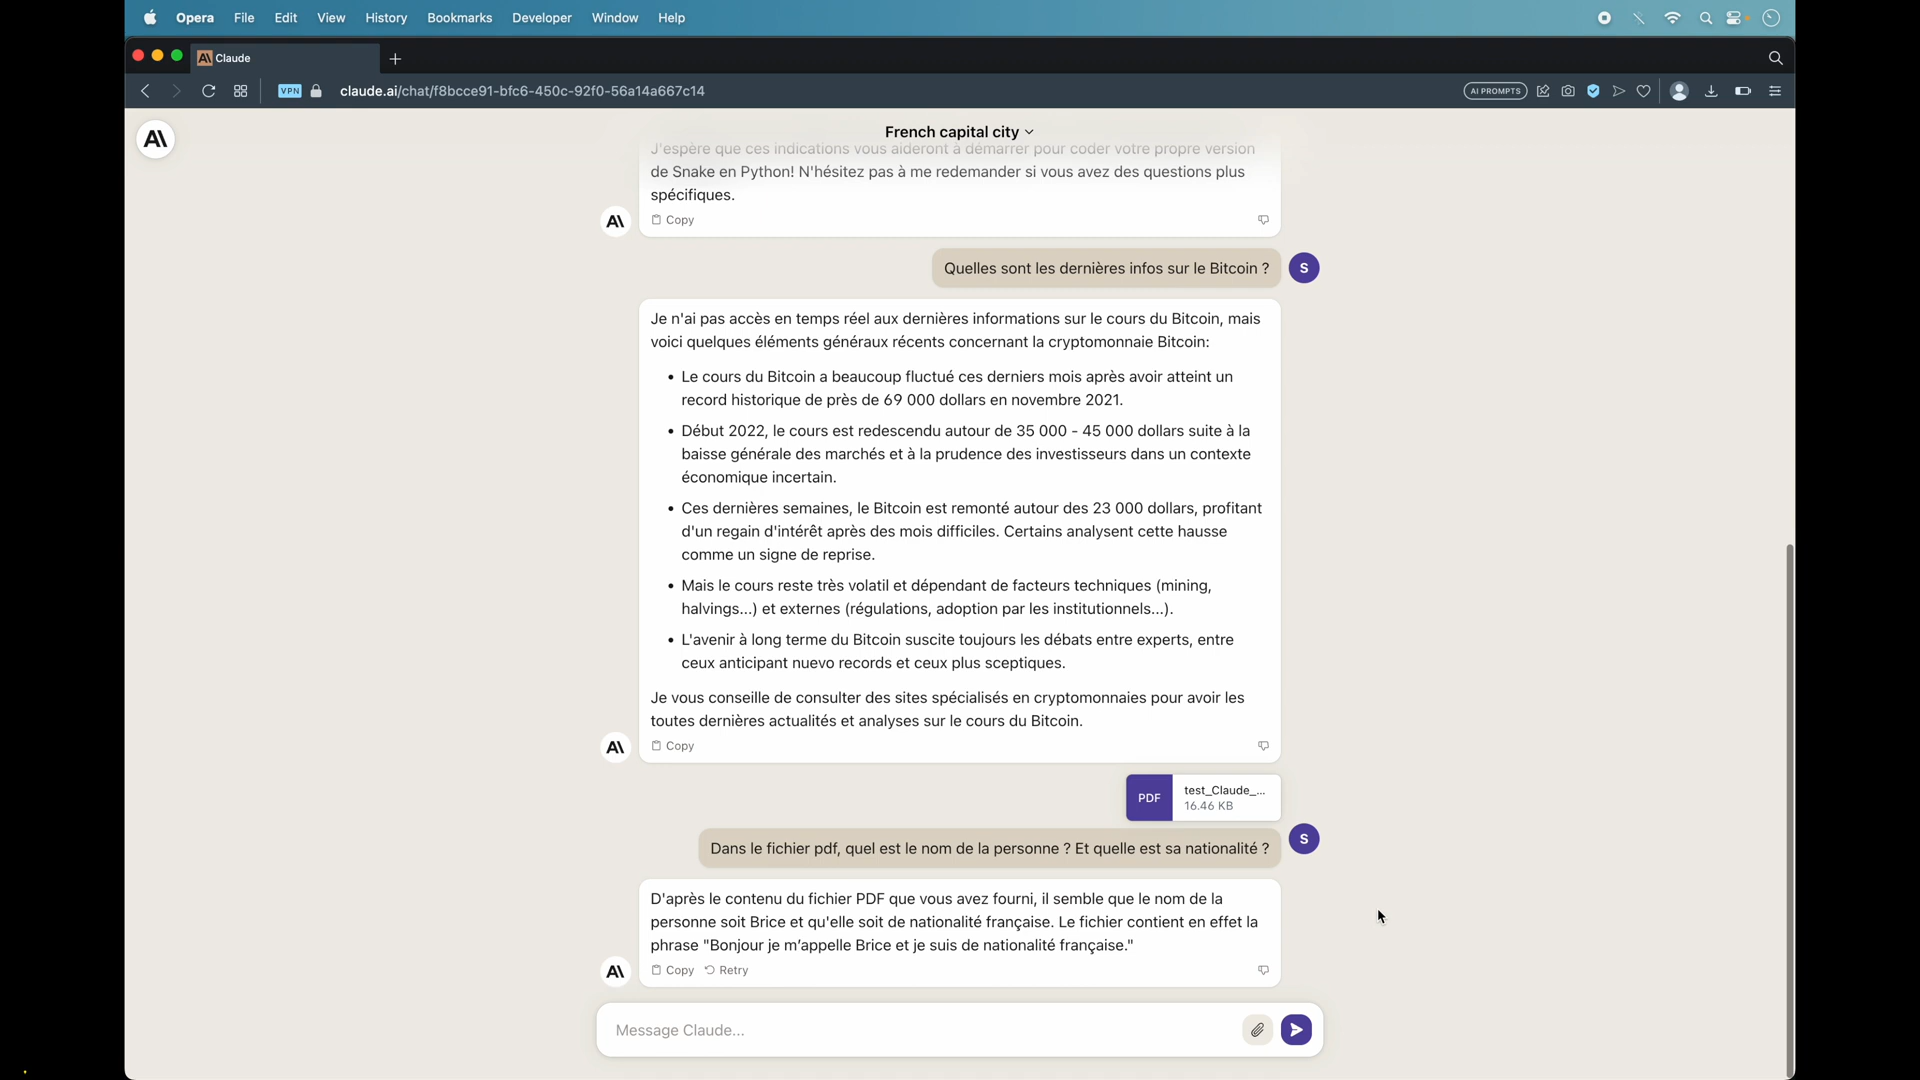 Opera File Edit View History Bookmarks Developer Window Help
Claude
VPN claude.ai/chat/f8bcce91-bfc6-450c-92f0-56a14a667c14 AI PROMPTS
French capital city
J'espère que ces indications vous aideront à démarrer pour coder votre propre version
de Snake en Python! N'hésitez pas à me redemander si vous avez des questions plus
spécifiques.
Copy
Quelles sont les dernières infos sur le Bitcoin ?
S
Je n'ai pas accès en temps réel aux dernières informations sur le cours du Bitcoin, mais
voici quelques éléments généraux récents concernant la cryptomonnaie Bitcoin:
• Le cours du Bitcoin a beaucoup fluctué ces derniers mois après avoir atteint un
record historique de près de 69 000 dollars en novembre 2021.
• Début 2022, le cours est redescendu autour de 35 000 - 45 000 dollars suite à la
baisse générale des marchés et à la prudence des investisseurs dans un contexte
économique incertain.
• Ces dernières semaines, le Bitcoin est remonté autour des 23 000 dollars, profitant
d'un regain d'intérêt après des mois difficiles. Certains analysent cette hausse
comme un signe de reprise.
• Mais le cours reste très volatil et dépendant de facteurs techniques (mining,
halvings...) et externes (régulations, adoption par les institutionnels...).
• L'avenir à long terme du Bitcoin suscite toujours les débats entre experts, entre
ceux anticipant nuevo records et ceux plus sceptiques.
Je vous conseille de consulter des sites spécialisés en cryptomonnaies pour avoir les
toutes dernières actualités et analyses sur le cours du Bitcoin.
Copy
PDF
test_Claude_...
16.46 KB
Dans le fichier pdf, quel est le nom de la personne ? Et quelle est sa nationalité ?
S
D'après le contenu du fichier PDF que vous avez fourni, il semble que le nom de la
personne soit Brice et qu'elle soit de nationalité française. Le fichier contient en effet la
phrase "Bonjour je m’appelle Brice et je suis de nationalité française."
Copy Retry
Message Claude...